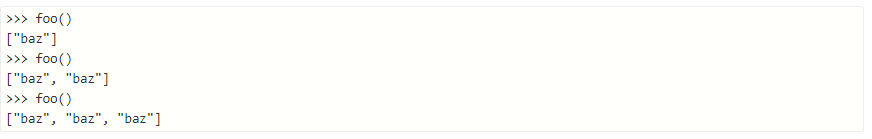 >>> foo()
["baz"]
>>> foo()
["baz", "baz"]
>>> foo()
["baz", "baz", "baz"]